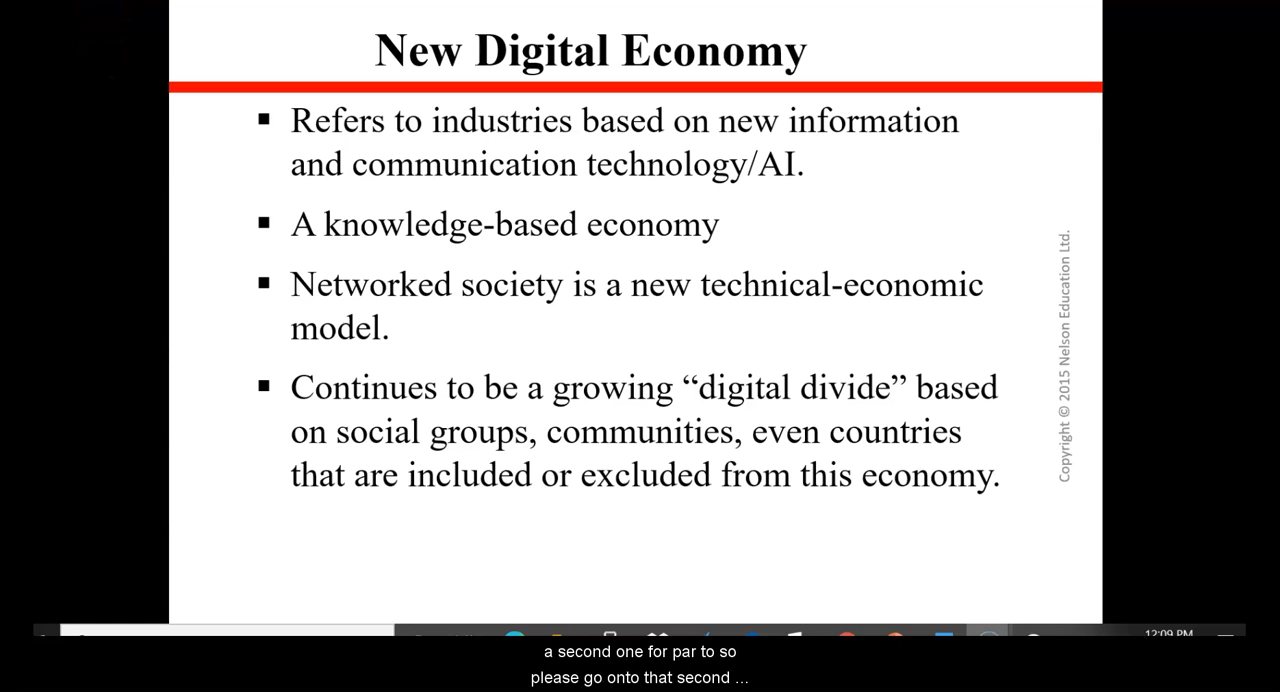 New Digital Economy
▪ Refers to industries based on new information
and communication technology/AI.
▪ A knowledge-based economy
▪ Networked society is a new technical-economic
model.
▪ Continues to be a growing “digital divide” based
on social groups, communities, even countries
that are included or excluded from this economy.
Copyright © 2015 Nelson Education Ltd.
12:09 PM
a second one for par to so
please go onto that second ...